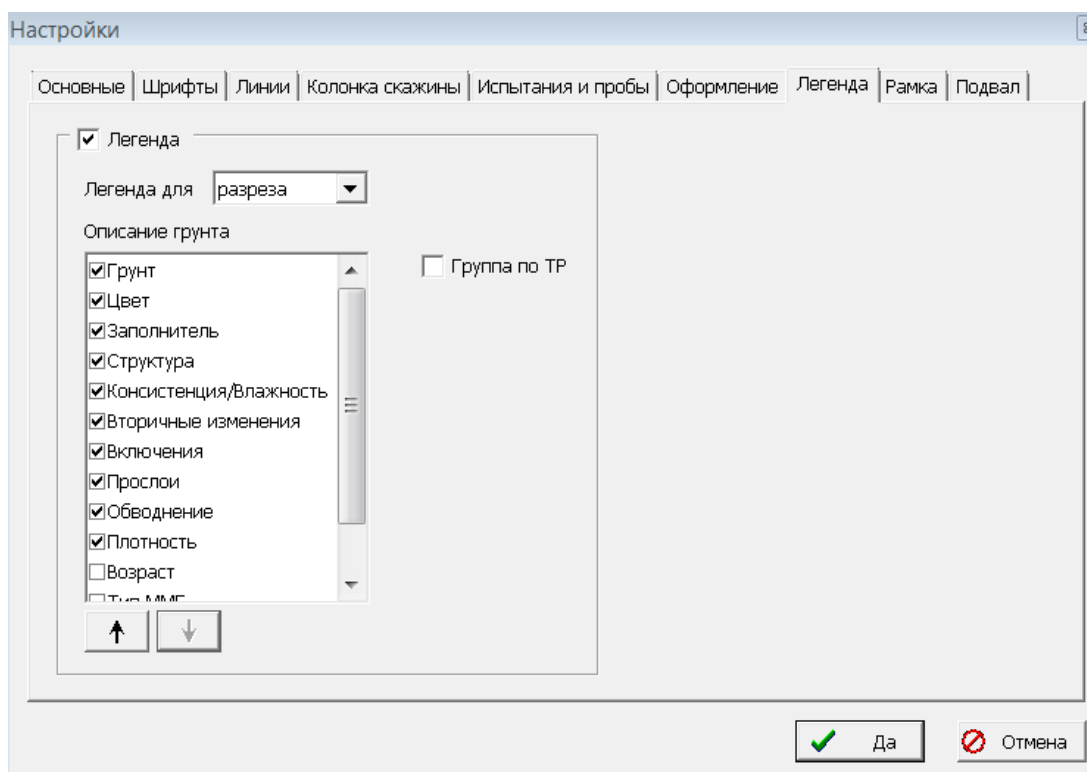 Настройки
Основные Шрифты Линии Колонка скажины Испытания и пробы Оформление Легенда Рамка Подвал
Легенда
Легенда для разреза
Описание грунта
Грунт
Группа по ТР
Цвет
Заполнитель
Структура
Консистенция/Влажность
Вторичные изменения
Включения
Прослои
Обводнение
Плотность
Возраст
Да Отмена